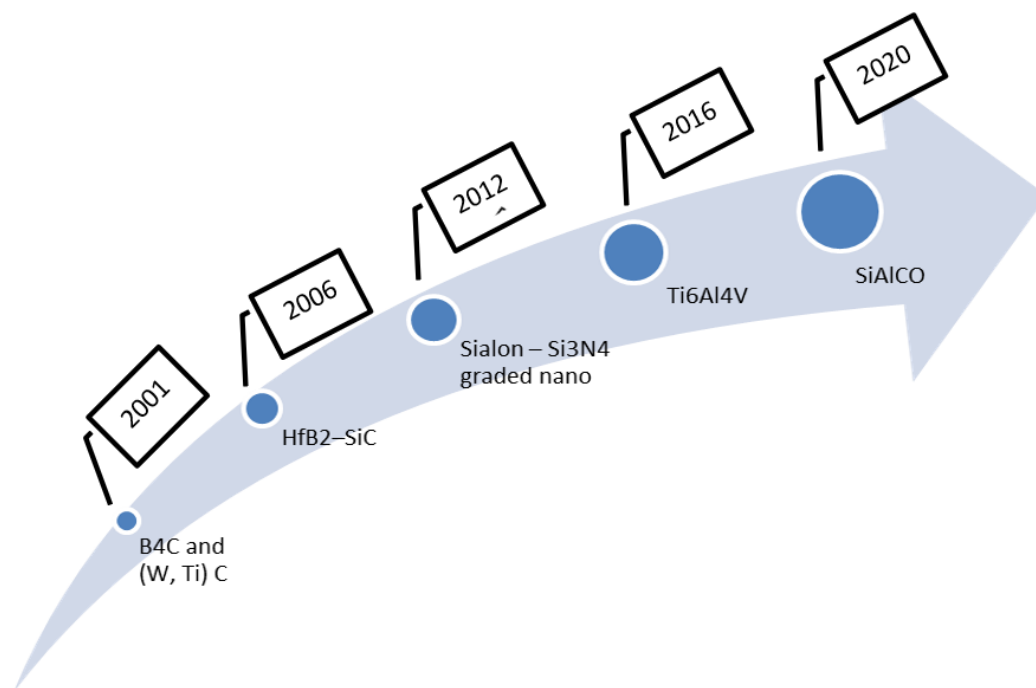 2001
B4C and
(W, Ti) C
2006
HfB2–SiC
2012
Sialon – Si3N4
graded nano
2016
Ti6Al4V
2020
SiAlCO